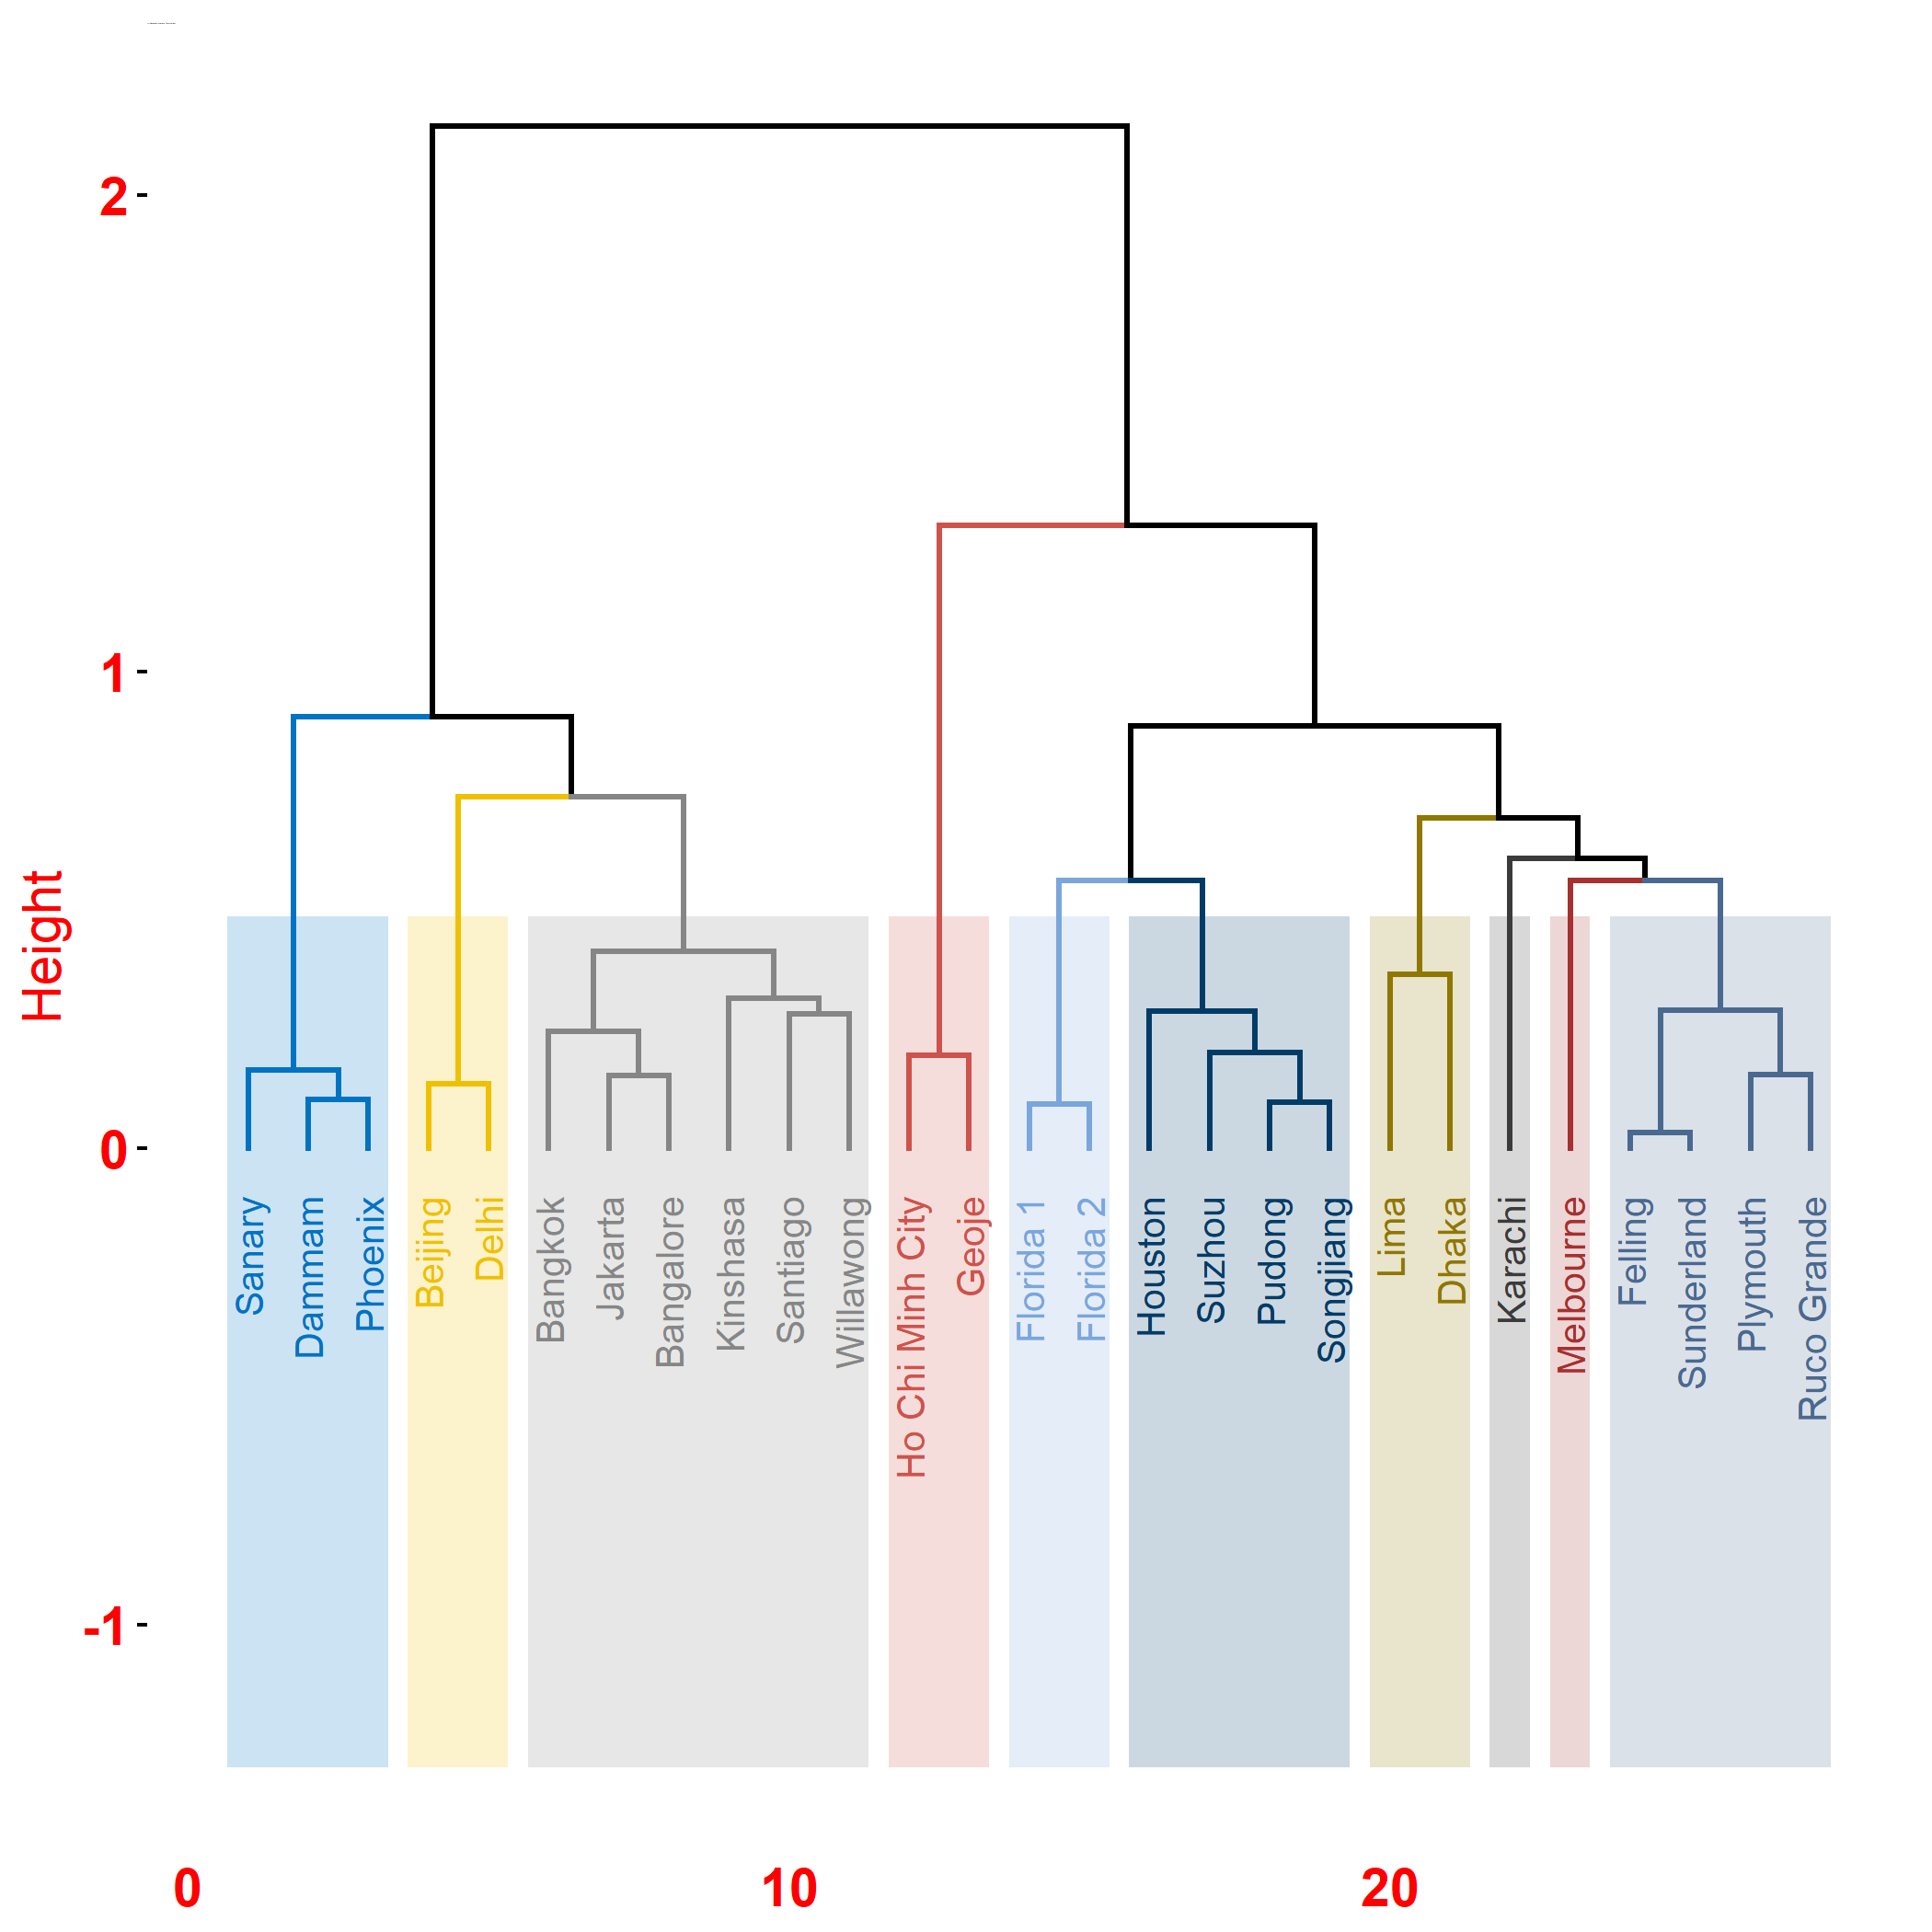 2
1
0
-1
Height
Sanary
Dammam
Phoenix
Beijing
Delhi
Bangkok
Jakarta
Bangalore
Kinshasa
Santiago
Willawong
Ho Chi Minh City
Geoje
Florida 1
Florida 2
Houston
Suzhou
Pudong
Songjiang
Lima
Dhaka
Karachi
Melbourne
Felling
Sunderland
Plymouth
Ruco Grande
0
10
20